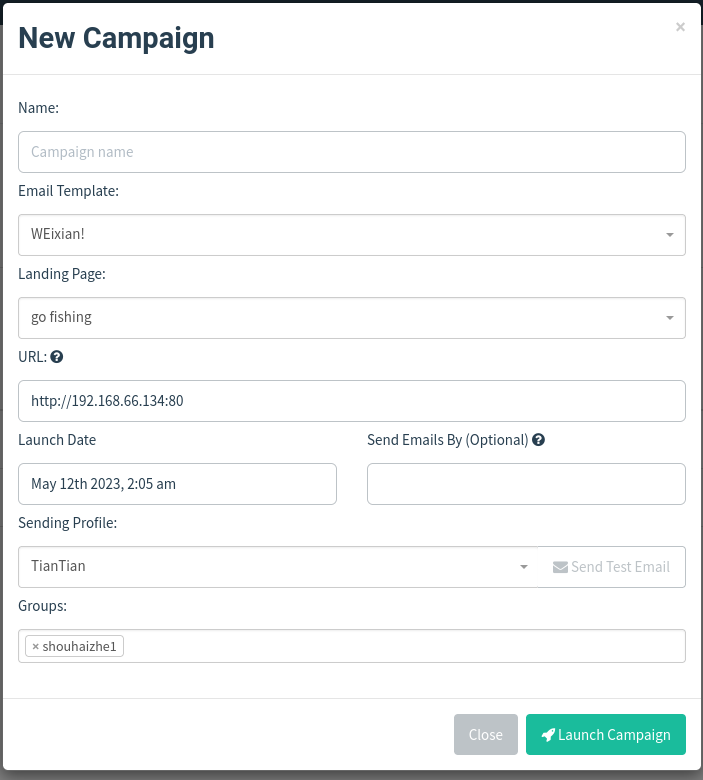 New Campaign
×
Name:
Campaign name
Email Template:
WEixian!
Landing Page:
go fishing
URL: ?
http://192.168.66.134:80
Launch Date
Send Emails By (Optional) ?
May 12th 2023, 2:05 am
Sending Profile:
TianTian
Send Test Email
Groups:
× shouhaizhe1
Close
Launch Campaign